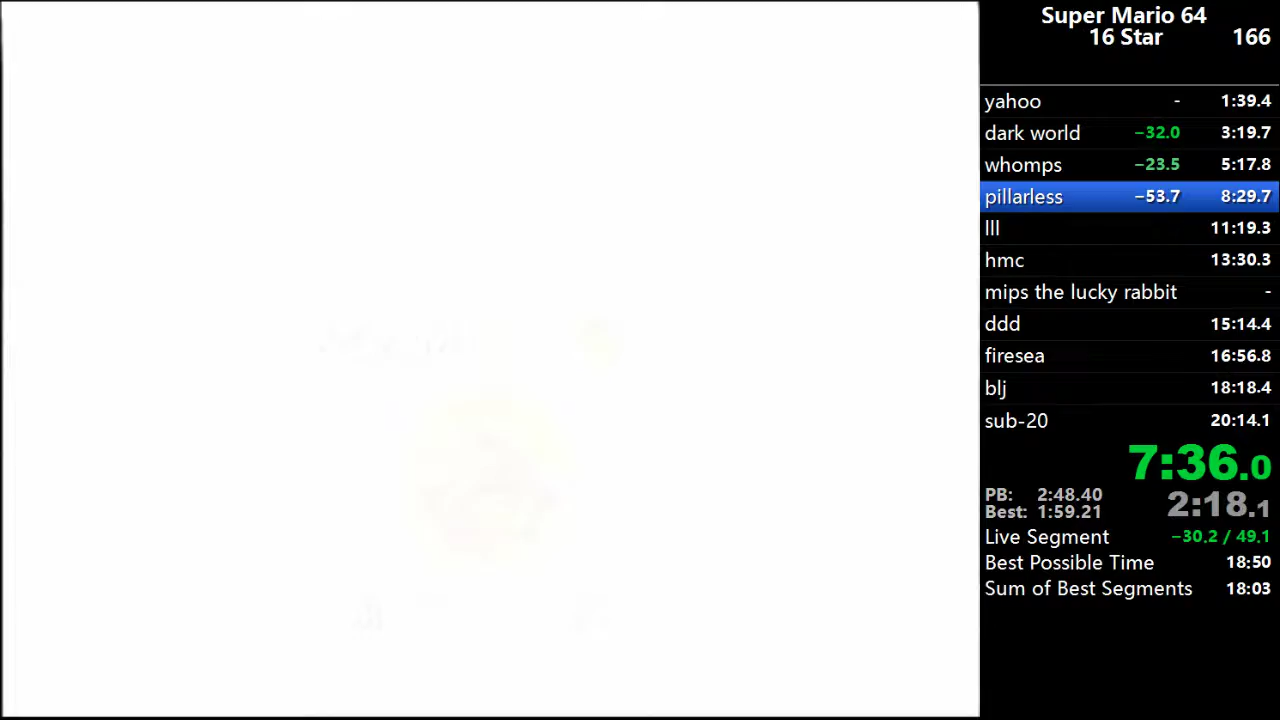 Super Mario 64
16 Star 166
yahoo - 1:39.4
dark world −32.0 3:19.7
whomps −23.5 5:17.8
pillarless −53.7 8:29.7
lll 11:19.3
hmc 13:30.3
mips the lucky rabbit -
ddd 15:14.4
firesea 16:56.8
blj 18:18.4
sub-20 20:14.1
7:36.0
PB: 2:48.40
Best: 1:59.21
2:18.1
Live Segment −30.2 / 49.1
Best Possible Time 18:50
Sum of Best Segments 18:03